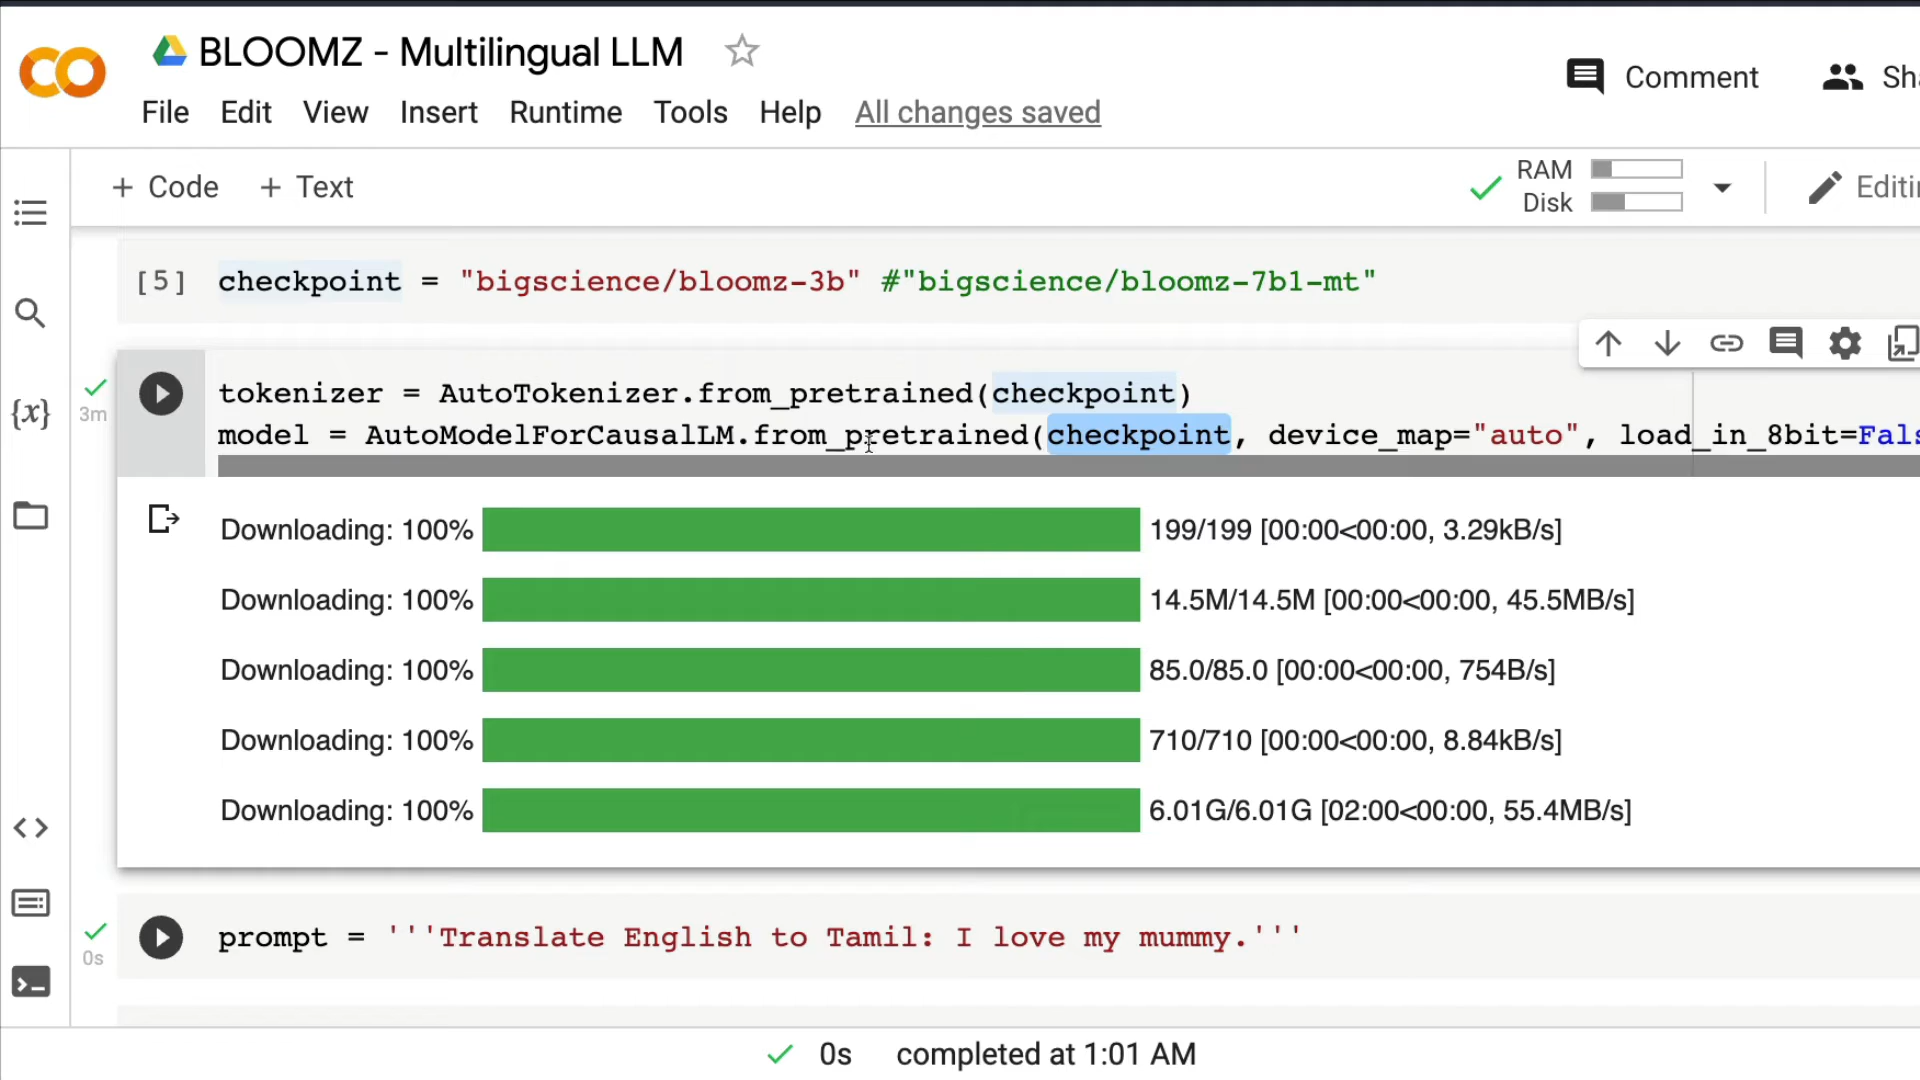 BLOOMZ - Multilingual LLM
Comment
File Edit View Insert Runtime Tools Help All changes saved
+ Code + Text
RAM
Disk
[5] checkpoint = "bigscience/bloomz-3b" #"bigscience/bloomz-7b1-mt"
{x}
3m
tokenizer = AutoTokenizer.from_pretrained(checkpoint)
model = AutoModelForCausalLM.from_pretrained(checkpoint, device_map="auto", load_in_8bit=Fals
Downloading: 100% 199/199 [00:00<00:00, 3.29kB/s]
Downloading: 100% 14.5M/14.5M [00:00<00:00, 45.5MB/s]
Downloading: 100% 85.0/85.0 [00:00<00:00, 754B/s]
Downloading: 100% 710/710 [00:00<00:00, 8.84kB/s]
Downloading: 100% 6.01G/6.01G [02:00<00:00, 55.4MB/s]
0s
prompt = '''Translate English to Tamil: I love my mummy.'''
0s completed at 1:01 AM